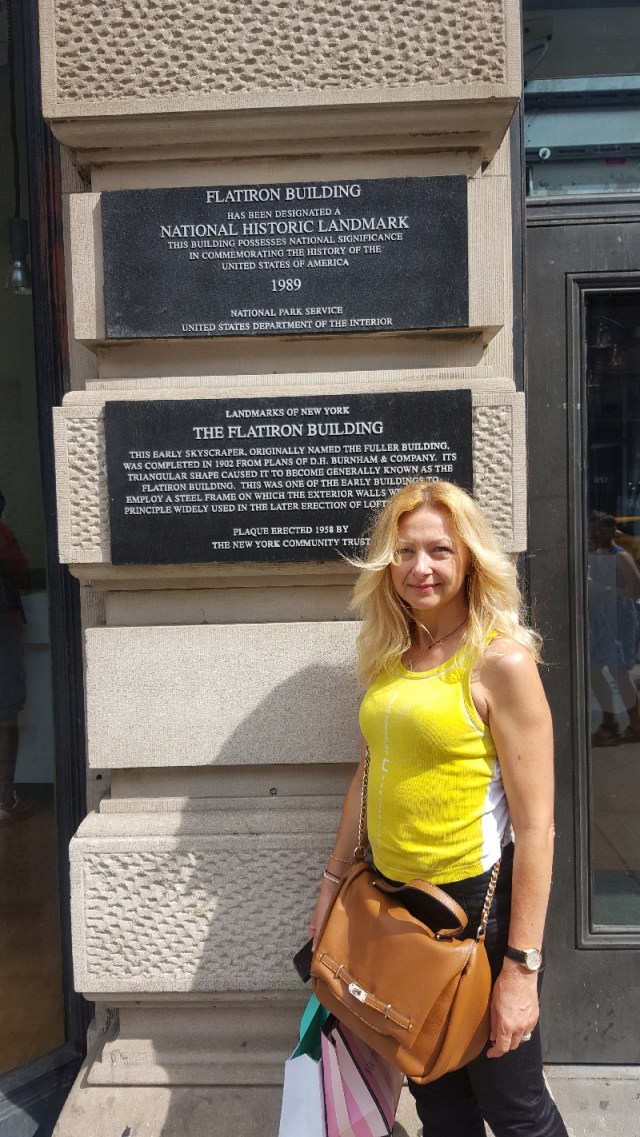 FLATIRON BUILDING
HAS BEEN DESIGNATED A
NATIONAL HISTORIC LANDMARK
THIS BUILDING POSSESSES NATIONAL SIGNIFICANCE
IN COMMEMORATING THE HISTORY OF THE
UNITED STATES OF AMERICA
1989
NATIONAL PARK SERVICE
UNITED STATES DEPARTMENT OF THE INTERIOR
LANDMARKS OF NEW YORK
THE FLATIRON BUILDING
THIS EARLY SKYSCRAPER, ORIGINALLY NAMED THE FULLER BUILDING,
WAS COMPLETED IN 1902 FROM PLANS OF D.H. BURNHAM & COMPANY. ITS
TRIANGULAR SHAPE CAUSED IT TO BECOME GENERALLY KNOWN AS THE
FLATIRON BUILDING. THIS WAS ONE OF THE EARLY BUILDINGS TO
EMPLOY A STEEL FRAME ON WHICH THE EXTERIOR WALLS
PRINCIPLE WIDELY USED IN THE LATER ERECTION OF
PLAQUE ERECTED 1958 BY
THE NEW YORK COMMUNITY TRUST